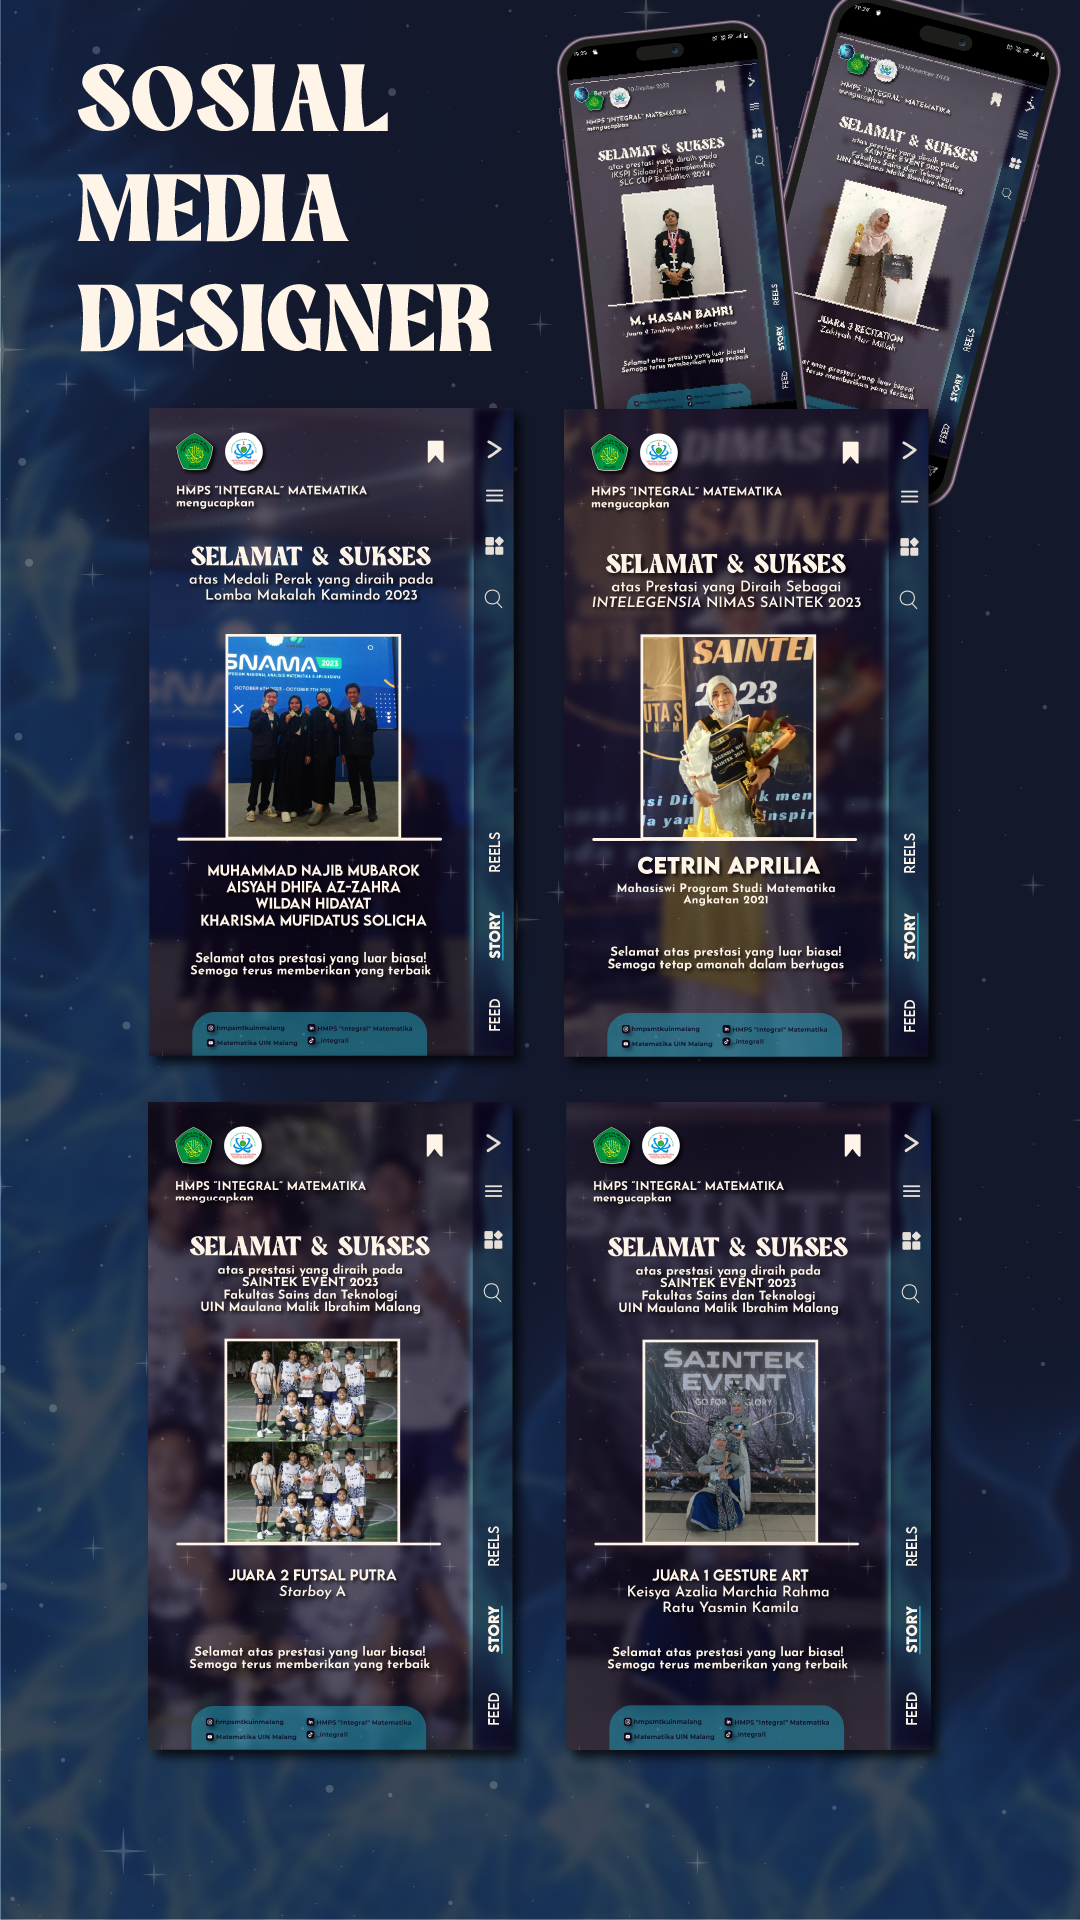 SOSIAL
MEDIA
DESIGNER
HMPS "INTEGRAL" MATEMATIKA
mengucapkan
SELAMAT & SUKSES
atas prestasi yang diraih pada
IKSPI Sidoarjo Championship
SLC CUP Exhibition 2024
M. HASAN BAHRI
Selamat atas prestasi yang luar biasa!
Semoga terus memberikan yang terbaik
REELS
STORY
FEED
19 November 2023
HMPS "INTEGRAL" MATEMATIKA
mengucapkan
SELAMAT & SUKSES
atas prestasi yang diraih pada
SAINTEK EVENT 2023
Fakultas Sains dan Teknologi
UIN Maulana Malik Ibrahim Malang
JUARA 3 RECITATION
Zakiyah Nur Millah
at atas prestasi yang luar biasa!
terus memberikan yang terbaik
REELS
STORY
FEED
HMPS "INTEGRAL" MATEMATIKA
mengucapkan
SELAMAT & SUKSES
atas Medali Perak yang diraih pada
Lomba Makalah Kamindo 2023
SNAMA 2023
OCTOBER 6TH 2023 - OCTOBER 7TH 2023
MUHAMMAD NAJIB MUBAROK
AISYAH DHIFA AZ-ZAHRA
WILDAN HIDAYAT
KHARISMA MUFIDATUS SOLICHA
Selamat atas prestasi yang luar biasa!
Semoga terus memberikan yang terbaik
hmpsmtkuinmalang
HMPS "Integral" Matematika
Matematika UIN Malang
_integrall
REELS
STORY
FEED
HMPS "INTEGRAL" MATEMATIKA
mengucapkan
SELAMAT & SUKSES
atas Prestasi yang Diraih Sebagai
INTELEGENSIA NIMAS SAINTEK 2023
SAINTEK
2023
UTA S
CETRIN APRILIA
Mahasiswi Program Studi Matematika
Angkatan 2021
Selamat atas prestasi yang luar biasa!
Semoga tetap amanah dalam bertugas
hmpsmtkuinmalang
HMPS "Integral" Matematika
Matematika UIN Malang
_integrall
REELS
STORY
FEED
HMPS "INTEGRAL" MATEMATIKA
mengucapkan
SELAMAT & SUKSES
atas prestasi yang diraih pada
SAINTEK EVENT 2023
Fakultas Sains dan Teknologi
UIN Maulana Malik Ibrahim Malang
JUARA 2 FUTSAL PUTRA
Starboy A
Selamat atas prestasi yang luar biasa!
Semoga terus memberikan yang terbaik
hmpsmtkuinmalang
HMPS "Integral" Matematika
Matematika UIN Malang
_integrall
REELS
STORY
FEED
HMPS "INTEGRAL" MATEMATIKA
mengucapkan
SELAMAT & SUKSES
atas prestasi yang diraih pada
SAINTEK EVENT 2023
Fakultas Sains dan Teknologi
UIN Maulana Malik Ibrahim Malang
SAINTEK
EVENT
GO FOR GLORY
JUARA 1 GESTURE ART
Keisya Azalia Marchia Rahma
Ratu Yasmin Kamila
Selamat atas prestasi yang luar biasa!
Semoga terus memberikan yang terbaik
hmpsmtkuinmalang
HMPS "Integral" Matematika
Matematika UIN Malang
_integrall
REELS
STORY
FEED